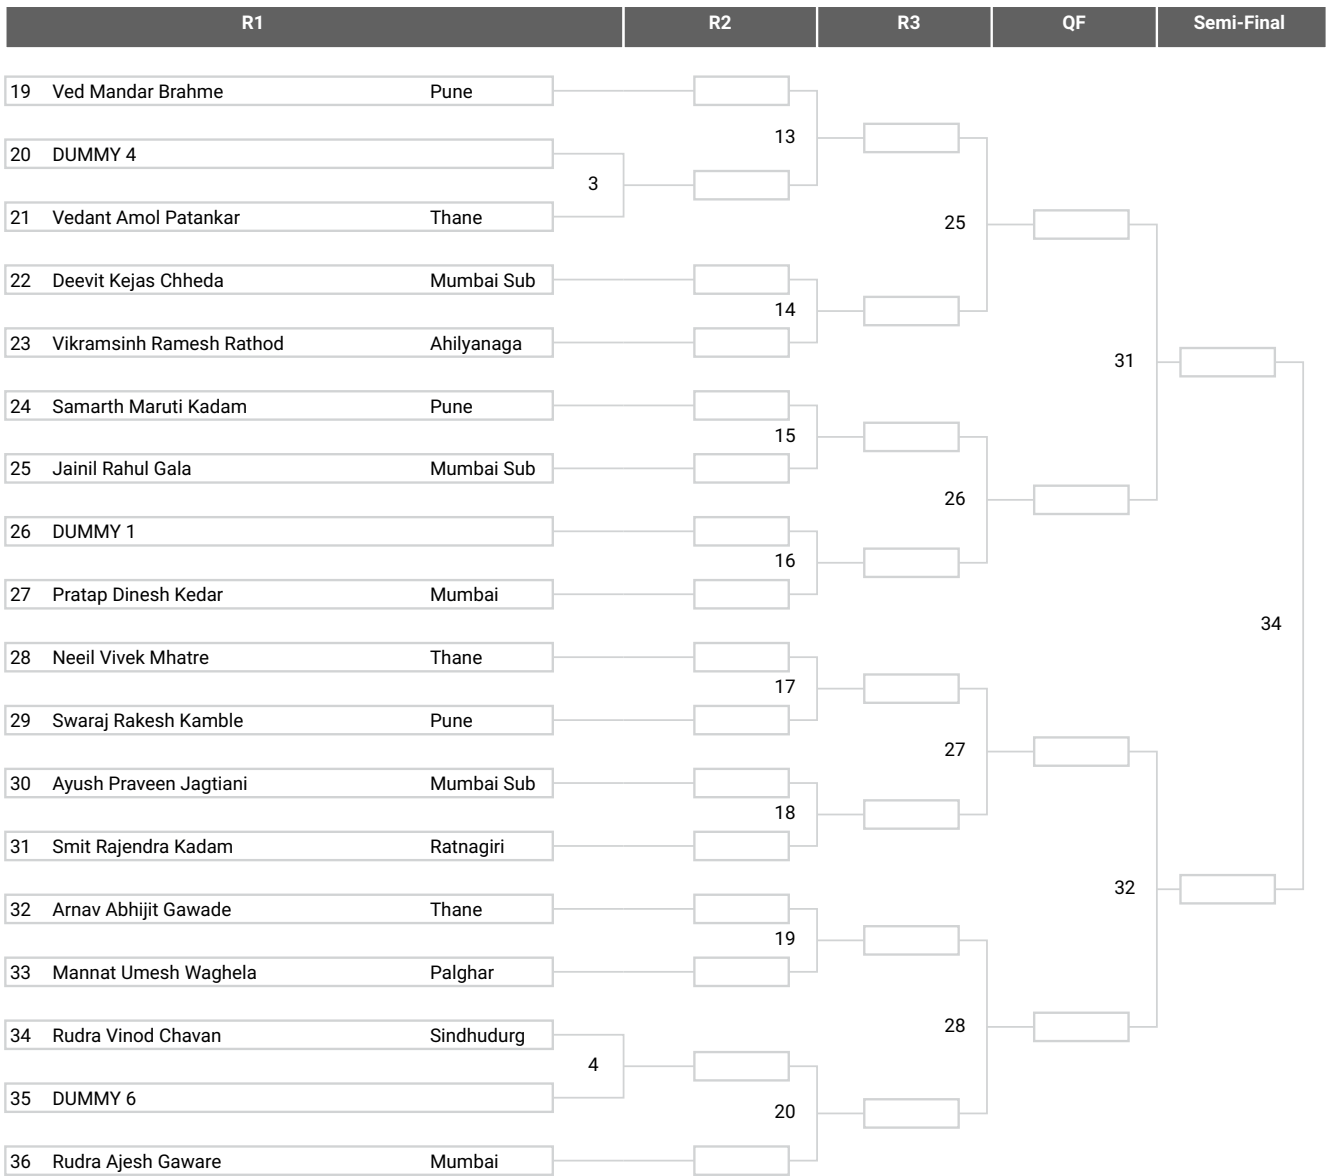 R1 R2 R3 QF Semi-Final
19 Ved Mandar Brahme Pune
13
20 DUMMY 4
3
21 Vedant Amol Patankar Thane
25
22 Deevit Kejas Chheda Mumbai Sub
14
23 Vikramsinh Ramesh Rathod Ahilyanaga
31
24 Samarth Maruti Kadam Pune
15
25 Jainil Rahul Gala Mumbai Sub
26
26 DUMMY 1
16
27 Pratap Dinesh Kedar Mumbai
34
28 Neeil Vivek Mhatre Thane
17
29 Swaraj Rakesh Kamble Pune
27
30 Ayush Praveen Jagtiani Mumbai Sub
18
31 Smit Rajendra Kadam Ratnagiri
32
32 Arnav Abhijit Gawade Thane
19
33 Mannat Umesh Waghela Palghar
28
34 Rudra Vinod Chavan Sindhudurg
4
35 DUMMY 6
20
36 Rudra Ajesh Gaware Mumbai